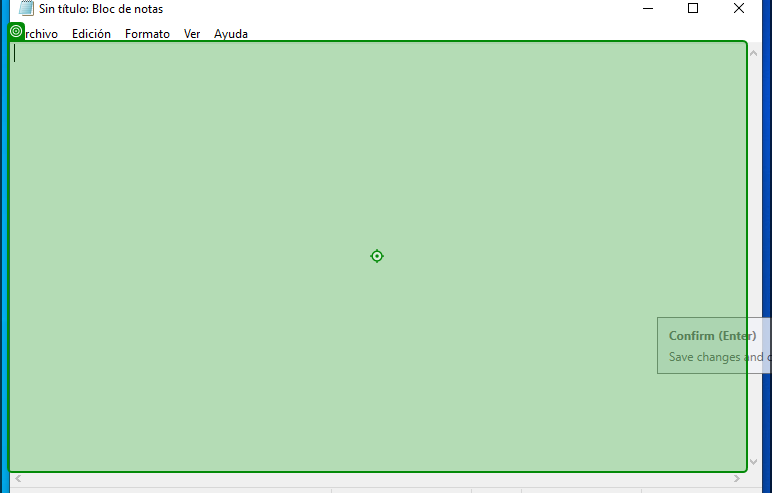 Sin título: Bloc de notas
rchivo Edición Formato Ver Ayuda
Confirm (Enter)
Save changes and